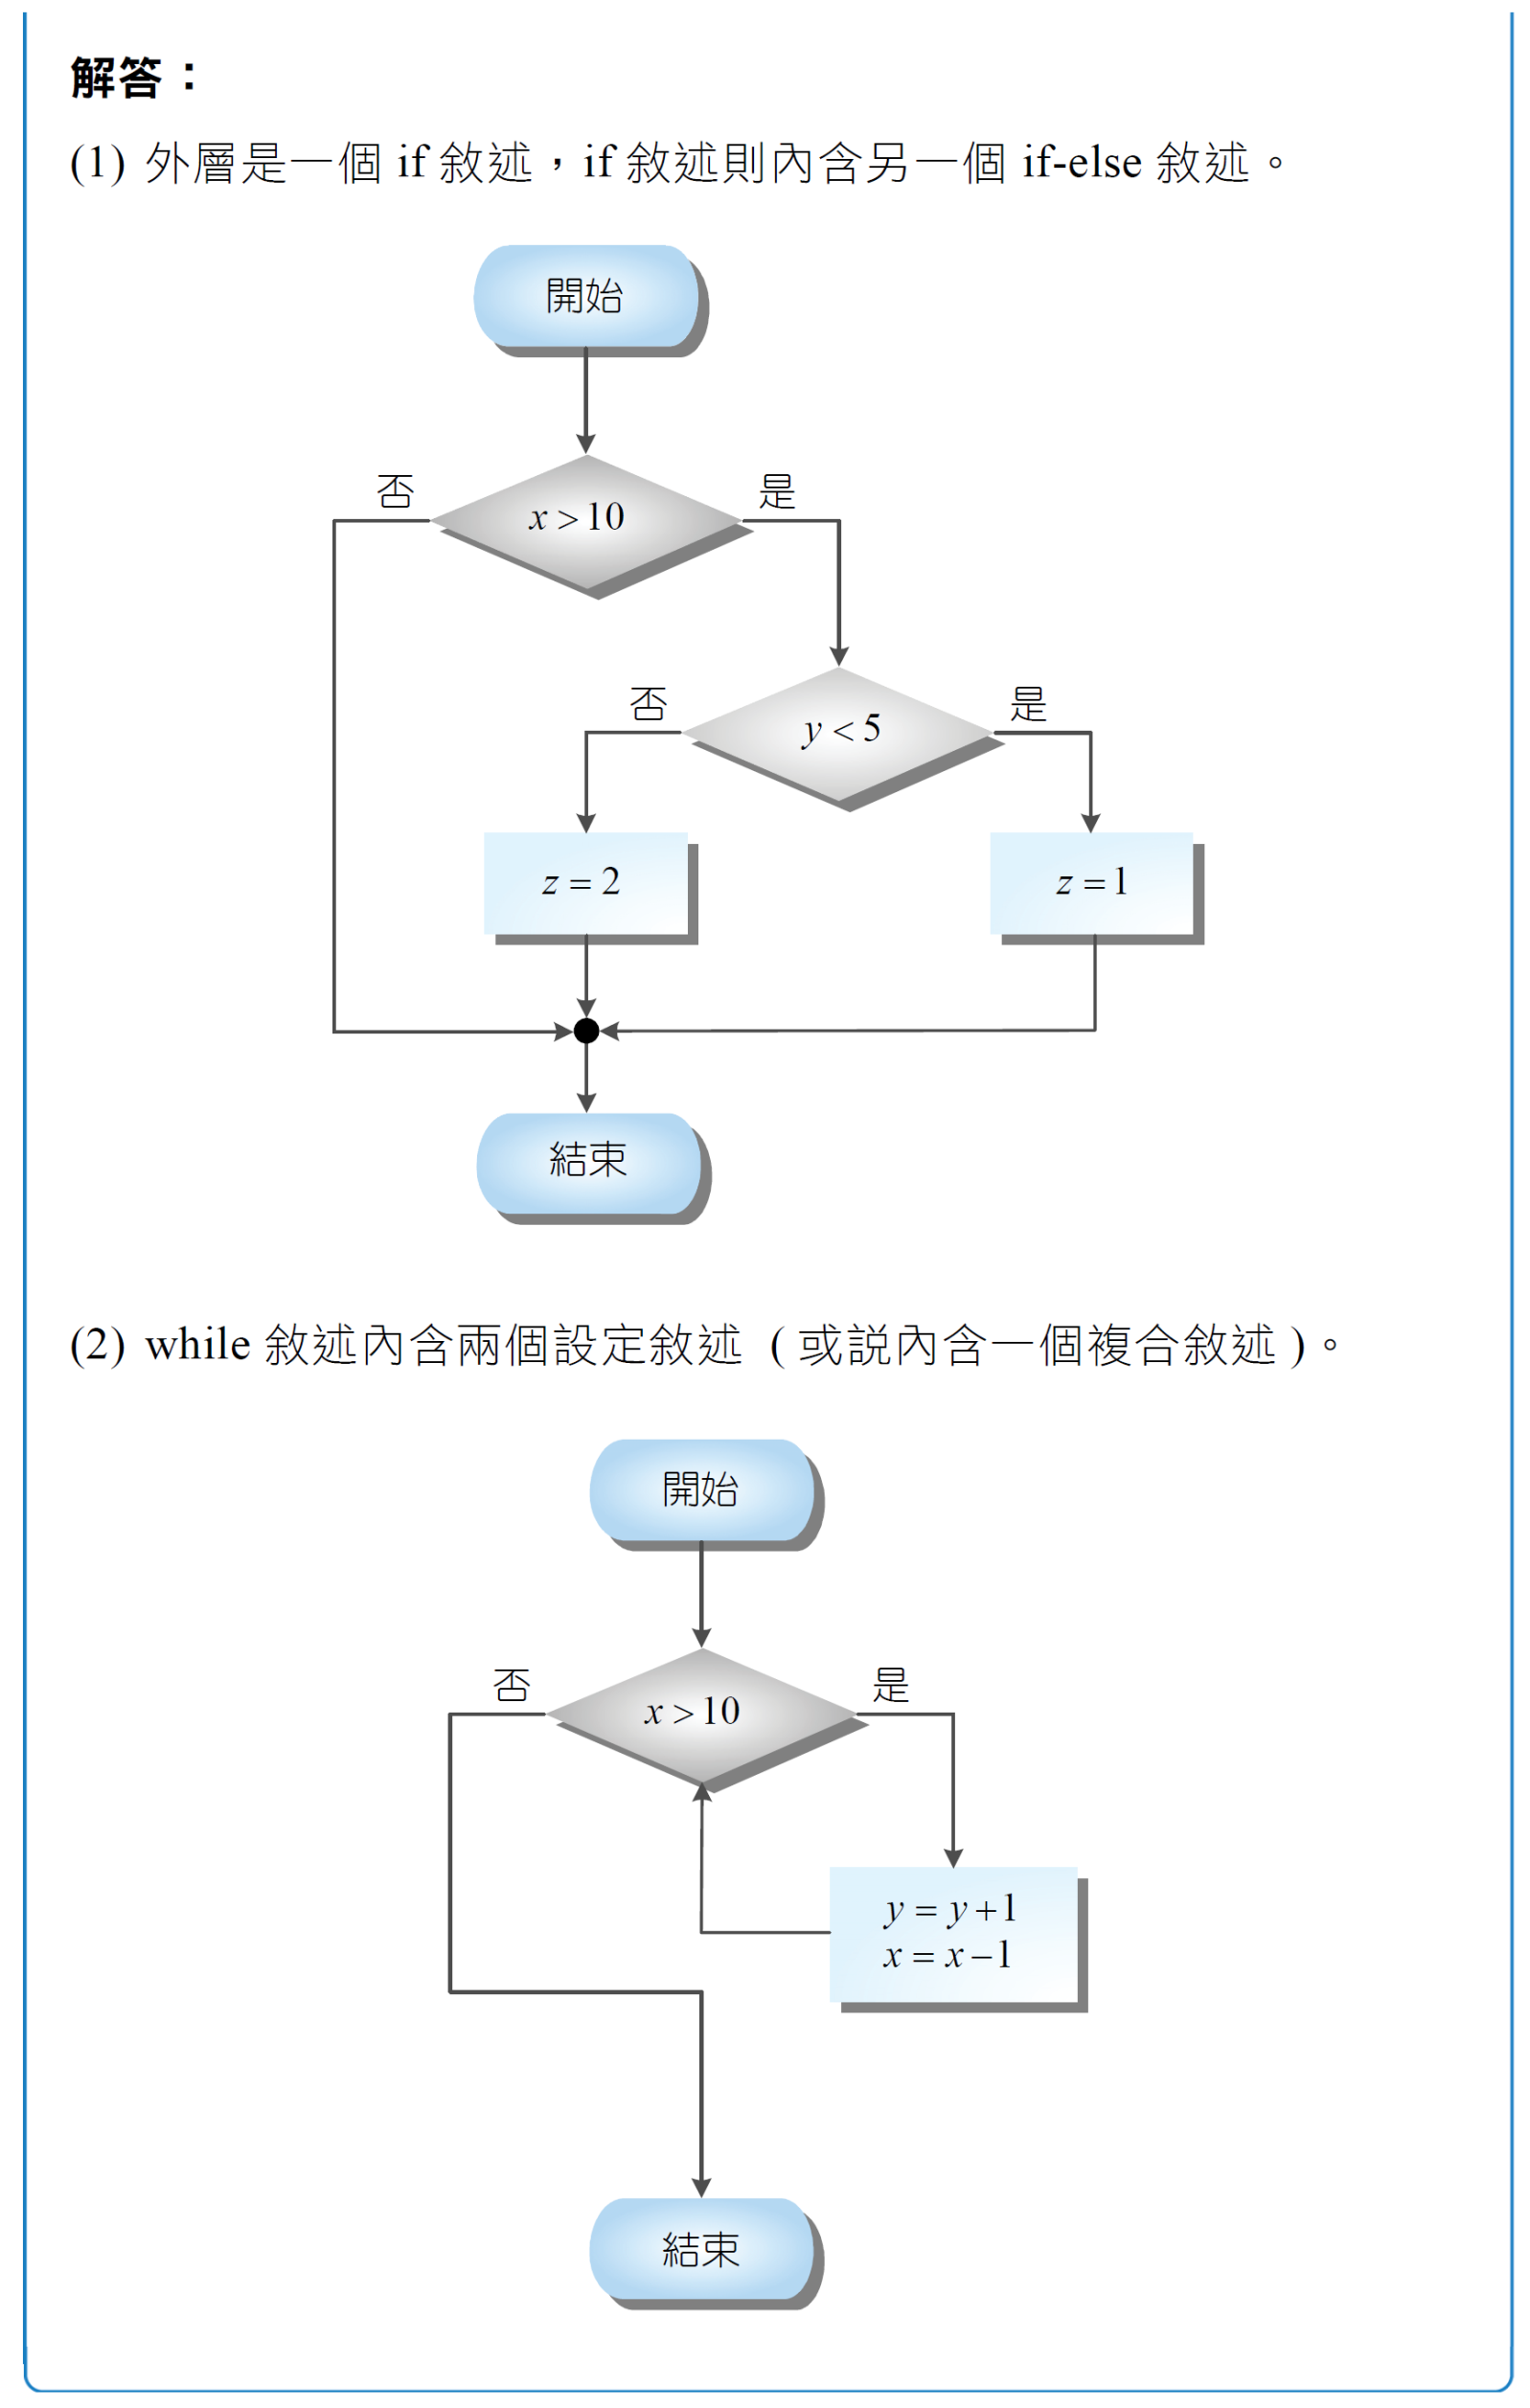 解答：
(1) 外層是一個 if 敘述，if 敘述則內含另一個 if-else 敘述。
開始
否
x > 10
是
否
y < 5
是
z = 2
z = 1
結束
(2) while 敘述內含兩個設定敘述 ( 或說內含一個複合敘述 )。
開始
否
x > 10
是
y = y + 1
x = x − 1
結束